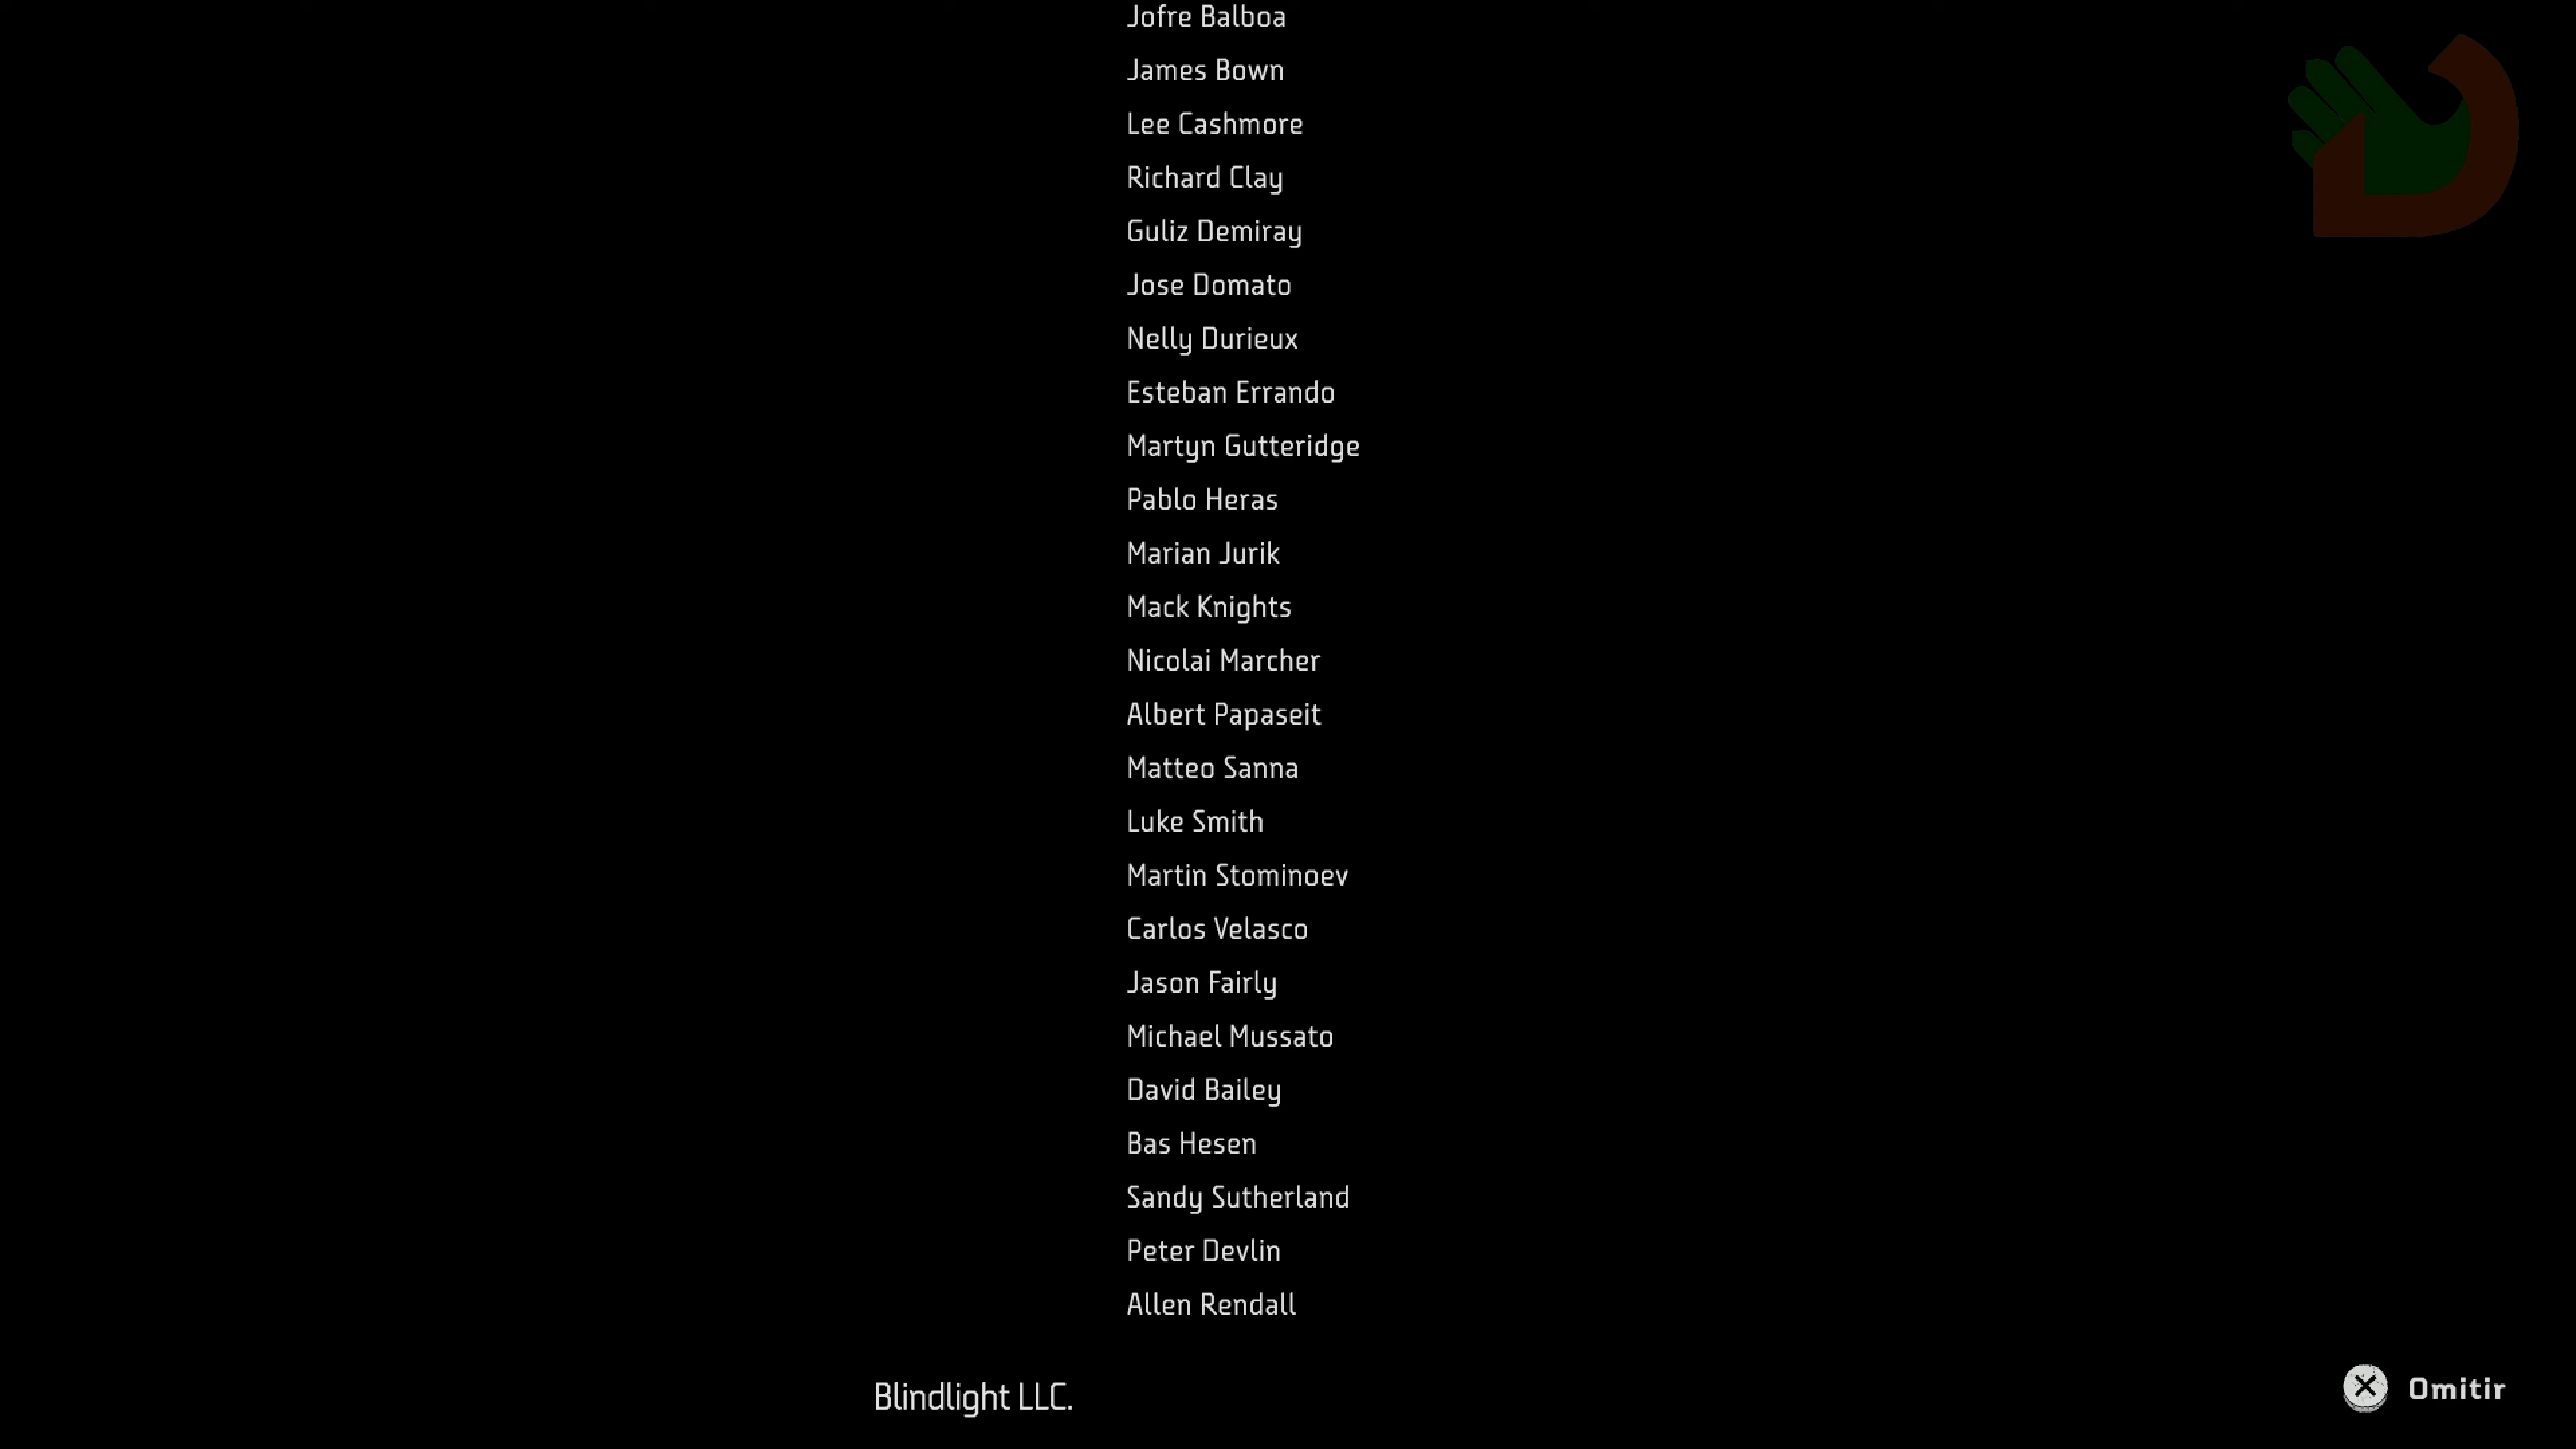 Jofre Balboa
James Bown
Lee Cashmore
Richard Clay
Guliz Demiray
Jose Domato
Nelly Durieux
Esteban Errando
Martyn Gutteridge
Pablo Heras
Marian Jurik
Mack Knights
Nicolai Marcher
Albert Papaseit
Matteo Sanna
Luke Smith
Martin Stominoev
Carlos Velasco
Jason Fairly
Michael Mussato
David Bailey
Bas Hesen
Sandy Sutherland
Peter Devlin
Allen Rendall
Blindlight LLC.
Omitir